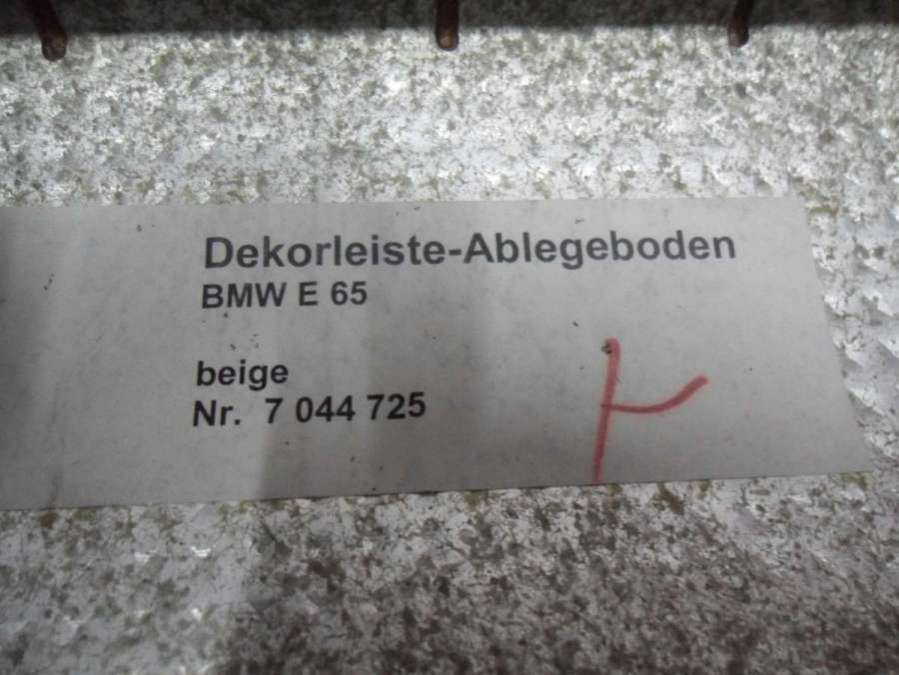 Dekorleiste-Ablegeboden
BMW E 65
beige
Nr. 7 044 725